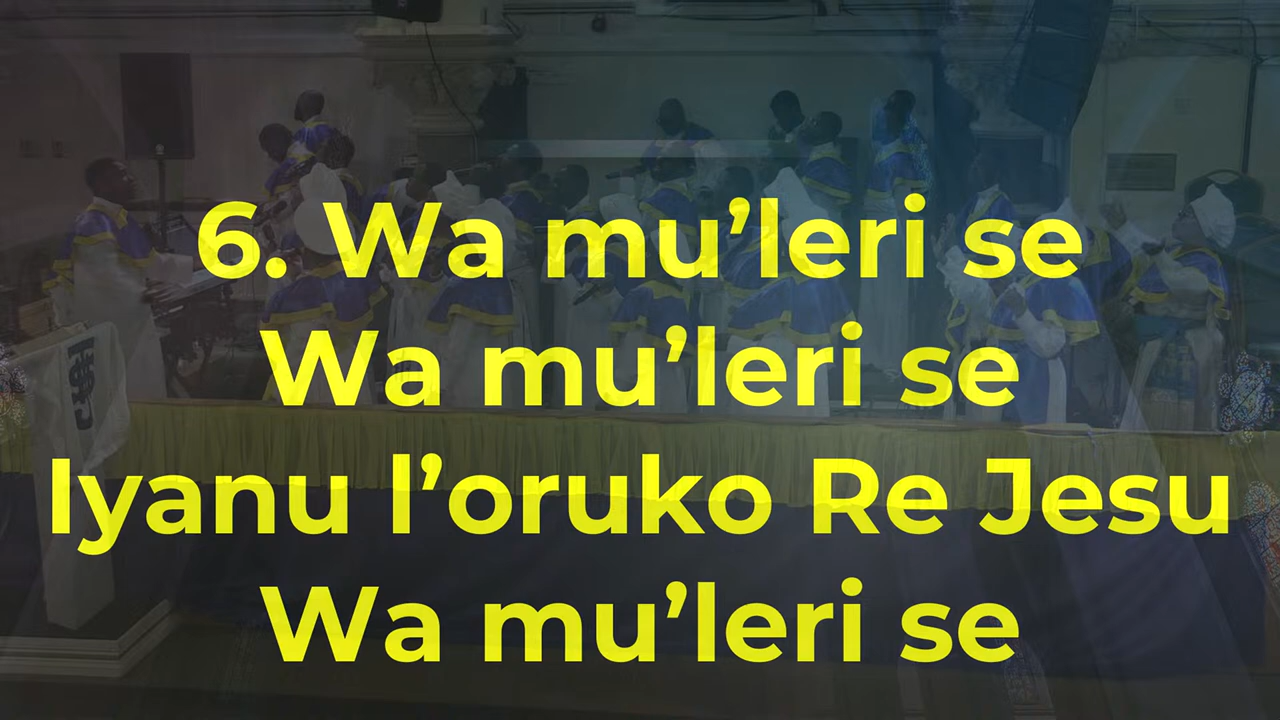 6. Wa mu’leri se
Wa mu’leri se
Iyanu l’oruko Re Jesu
Wa mu’leri se